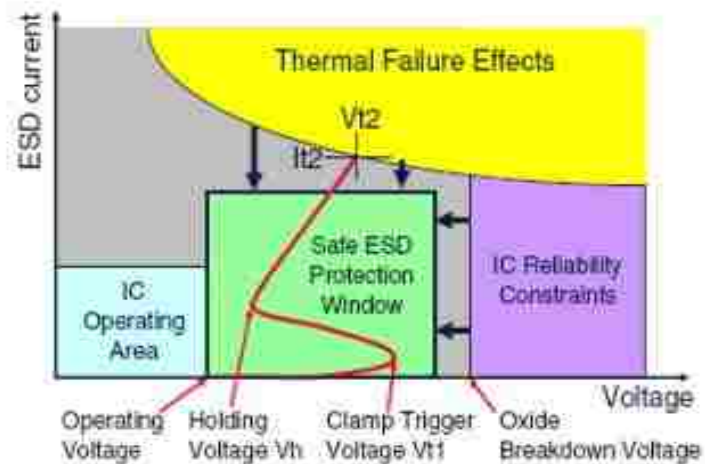 ESD current
Thermal Failure Effects
Vt2
It2
Safe ESD
Protection
Window
IC
Operating
Area
IC Reliability
Constraints
Voltage
Operating
Voltage
Holding
Voltage Vh
Clamp Trigger
Voltage Vt1
Oxide
Breakdown Voltage